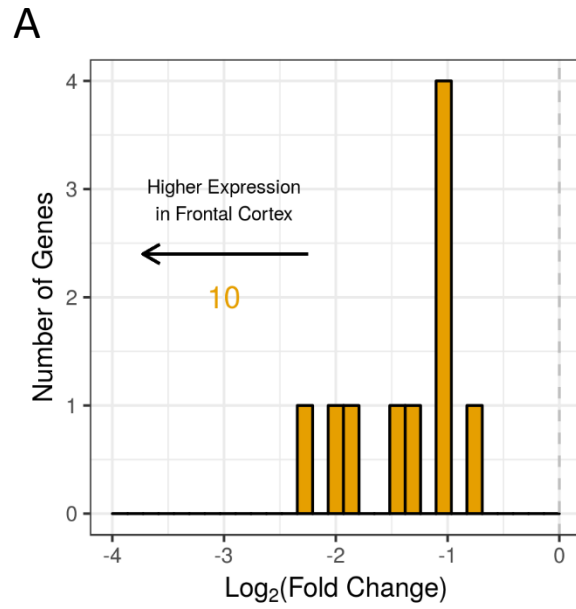 A
4
3
2
1
0
Number of Genes
Higher Expression
in Frontal Cortex
10
-4 -3 -2 -1 0
Log₂(Fold Change)